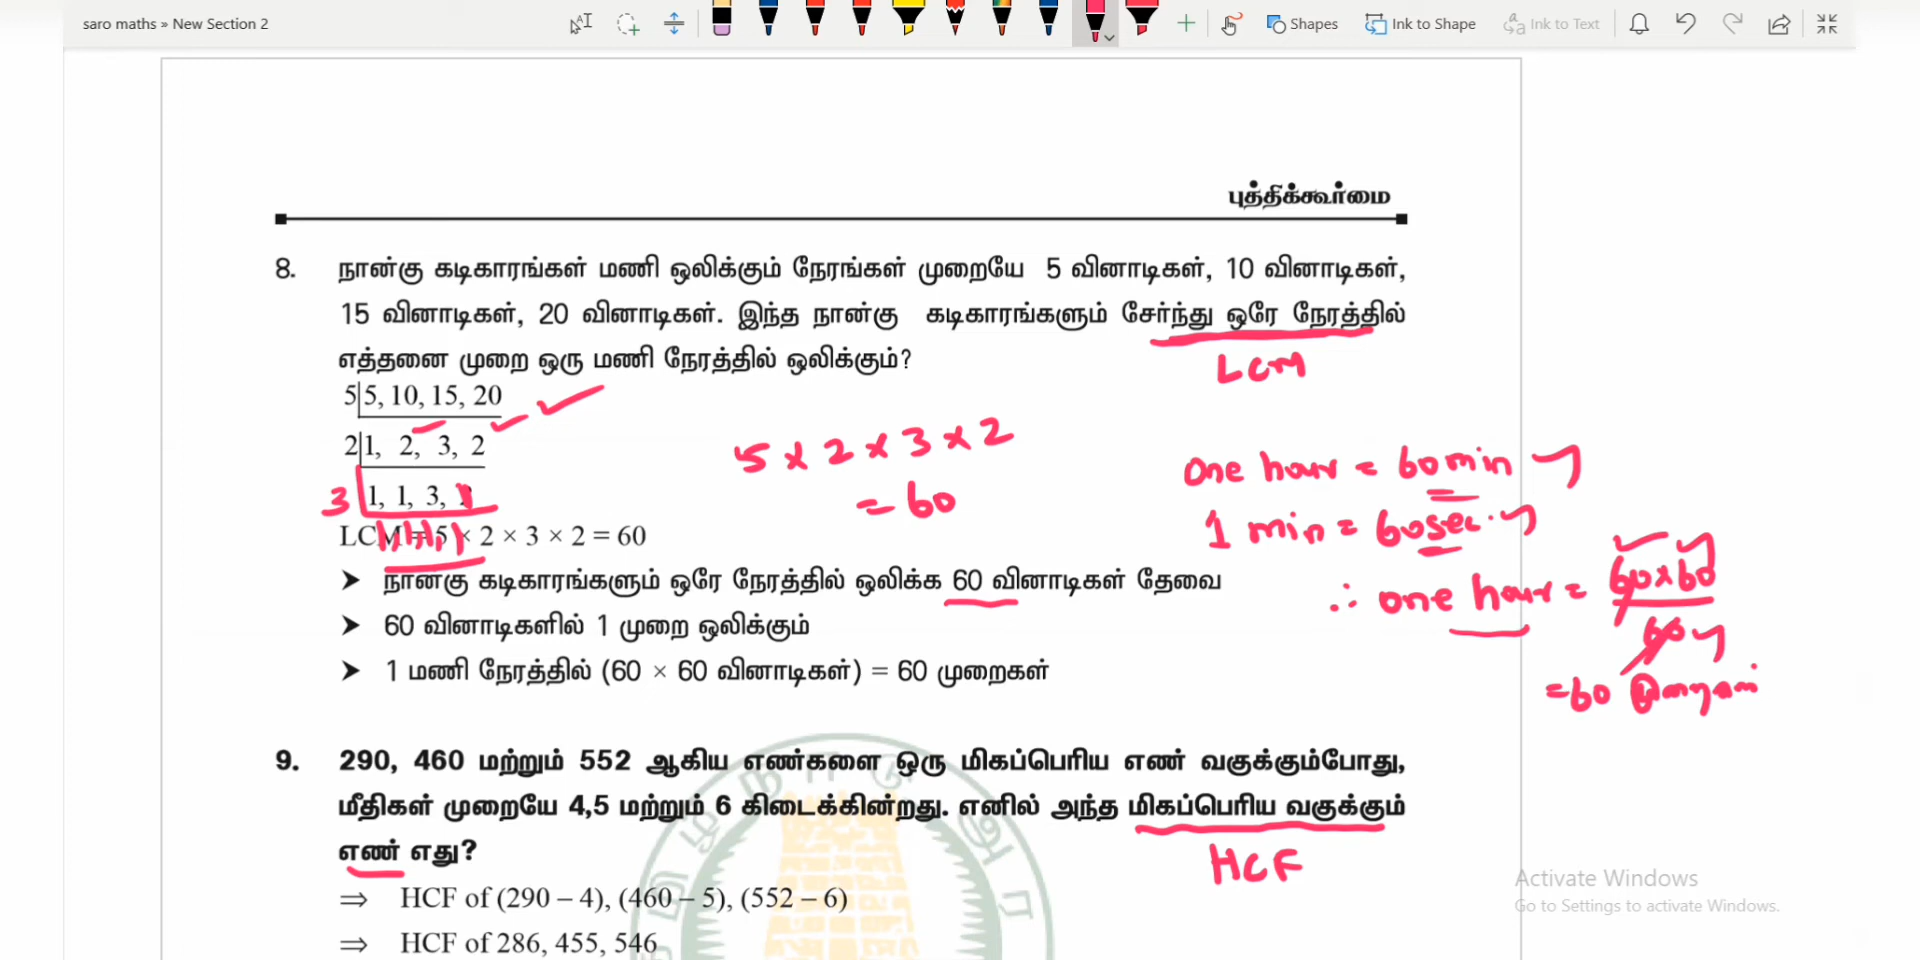 saro maths » New Section 2
Shapes
Ink to Shape
Ink to Text
புத்திக்கூர்மை
8. நான்கு கடிகாரங்கள் மணி ஒலிக்கும் நேரங்கள் முறையே 5 வினாடிகள், 10 வினாடிகள்,
15 வினாடிகள், 20 வினாடிகள். இந்த நான்கு கடிகாரங்களும் சேர்ந்து ஒரே நேரத்தில்
எத்தனை முறை ஒரு மணி நேரத்தில் ஒலிக்கும்?
LCM
5|5, 10, 15, 20
2|1, 2, 3, 2
3 1, 1, 3,
5 × 2 × 3 × 2
= 60
one hour = 60 min
1 min = 60 sec.
∴ one hour = 60×60
60
= 60 முறைகள்
LCM = 5 × 2 × 3 × 2 = 60
➤ நான்கு கடிகாரங்களும் ஒரே நேரத்தில் ஒலிக்க 60 வினாடிகள் தேவை
➤ 60 வினாடிகளில் 1 முறை ஒலிக்கும்
➤ 1 மணி நேரத்தில் (60 × 60 வினாடிகள்) = 60 முறைகள்
9. 290, 460 மற்றும் 552 ஆகிய எண்களை ஒரு மிகப்பெரிய எண் வகுக்கும்போது,
மீதிகள் முறையே 4,5 மற்றும் 6 கிடைக்கின்றது. எனில் அந்த மிகப்பெரிய வகுக்கும்
எண் எது?
HCF
⇒ HCF of (290 – 4), (460 – 5), (552 – 6)
⇒ HCF of 286, 455, 546
Activate Windows
Go to Settings to activate Windows.